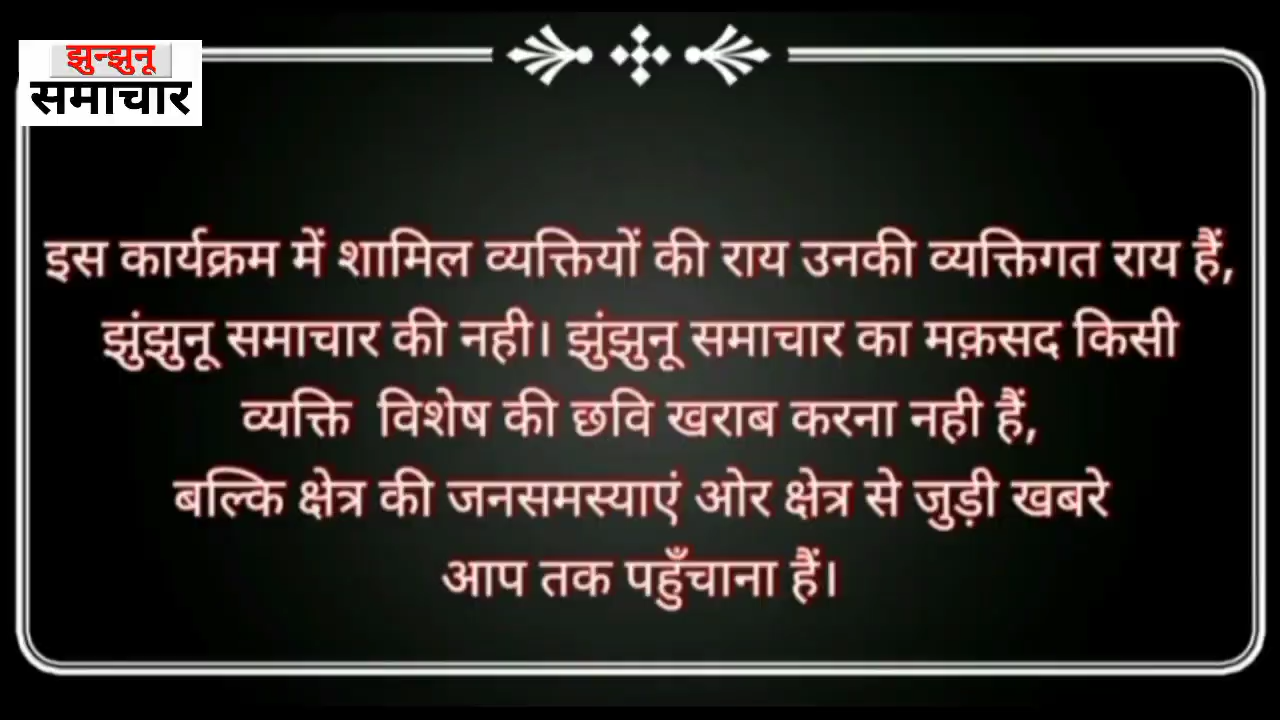 झुन्झुनू
समाचार
इस कार्यक्रम में शामिल व्यक्तियों की राय उनकी व्यक्तिगत राय हैं,
झुंझुनू समाचार की नही। झुंझुनू समाचार का मक़सद किसी
व्यक्ति विशेष की छवि खराब करना नही हैं,
बल्कि क्षेत्र की जनसमस्याएं ओर क्षेत्र से जुड़ी खबरे
आप तक पहुँचाना हैं।